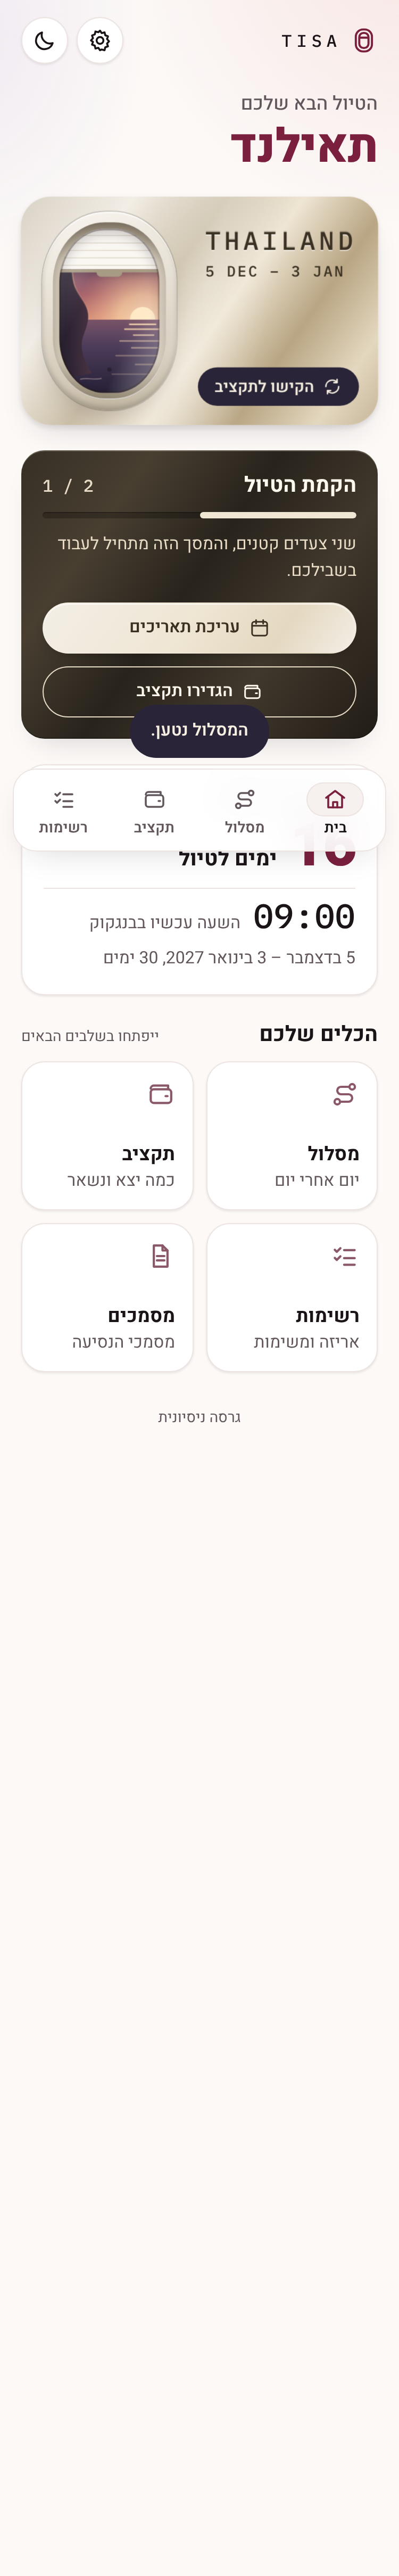 TISA
הטיול הבא שלכם
תאילנד
THAILAND
5 DEC – 3 JAN
הקישו לתקציב
הקמת הטיול
1 / 2
שני צעדים קטנים, והמסך הזה מתחיל לעבוד
בשבילכם.
עריכת תאריכים
הגדירו תקציב
המסלול נטען.
בית
מסלול
תקציב
רשימות
ימים לטיול
09:00 השעה עכשיו בבנגקוק
5 בדצמבר – 3 בינואר 2027, 30 ימים
הכלים שלכם
ייפתחו בשלבים הבאים
מסלול
יום אחרי יום
תקציב
כמה יצא ונשאר
רשימות
אריזה ומשימות
מסמכים
מסמכי הנסיעה
גרסה ניסיונית